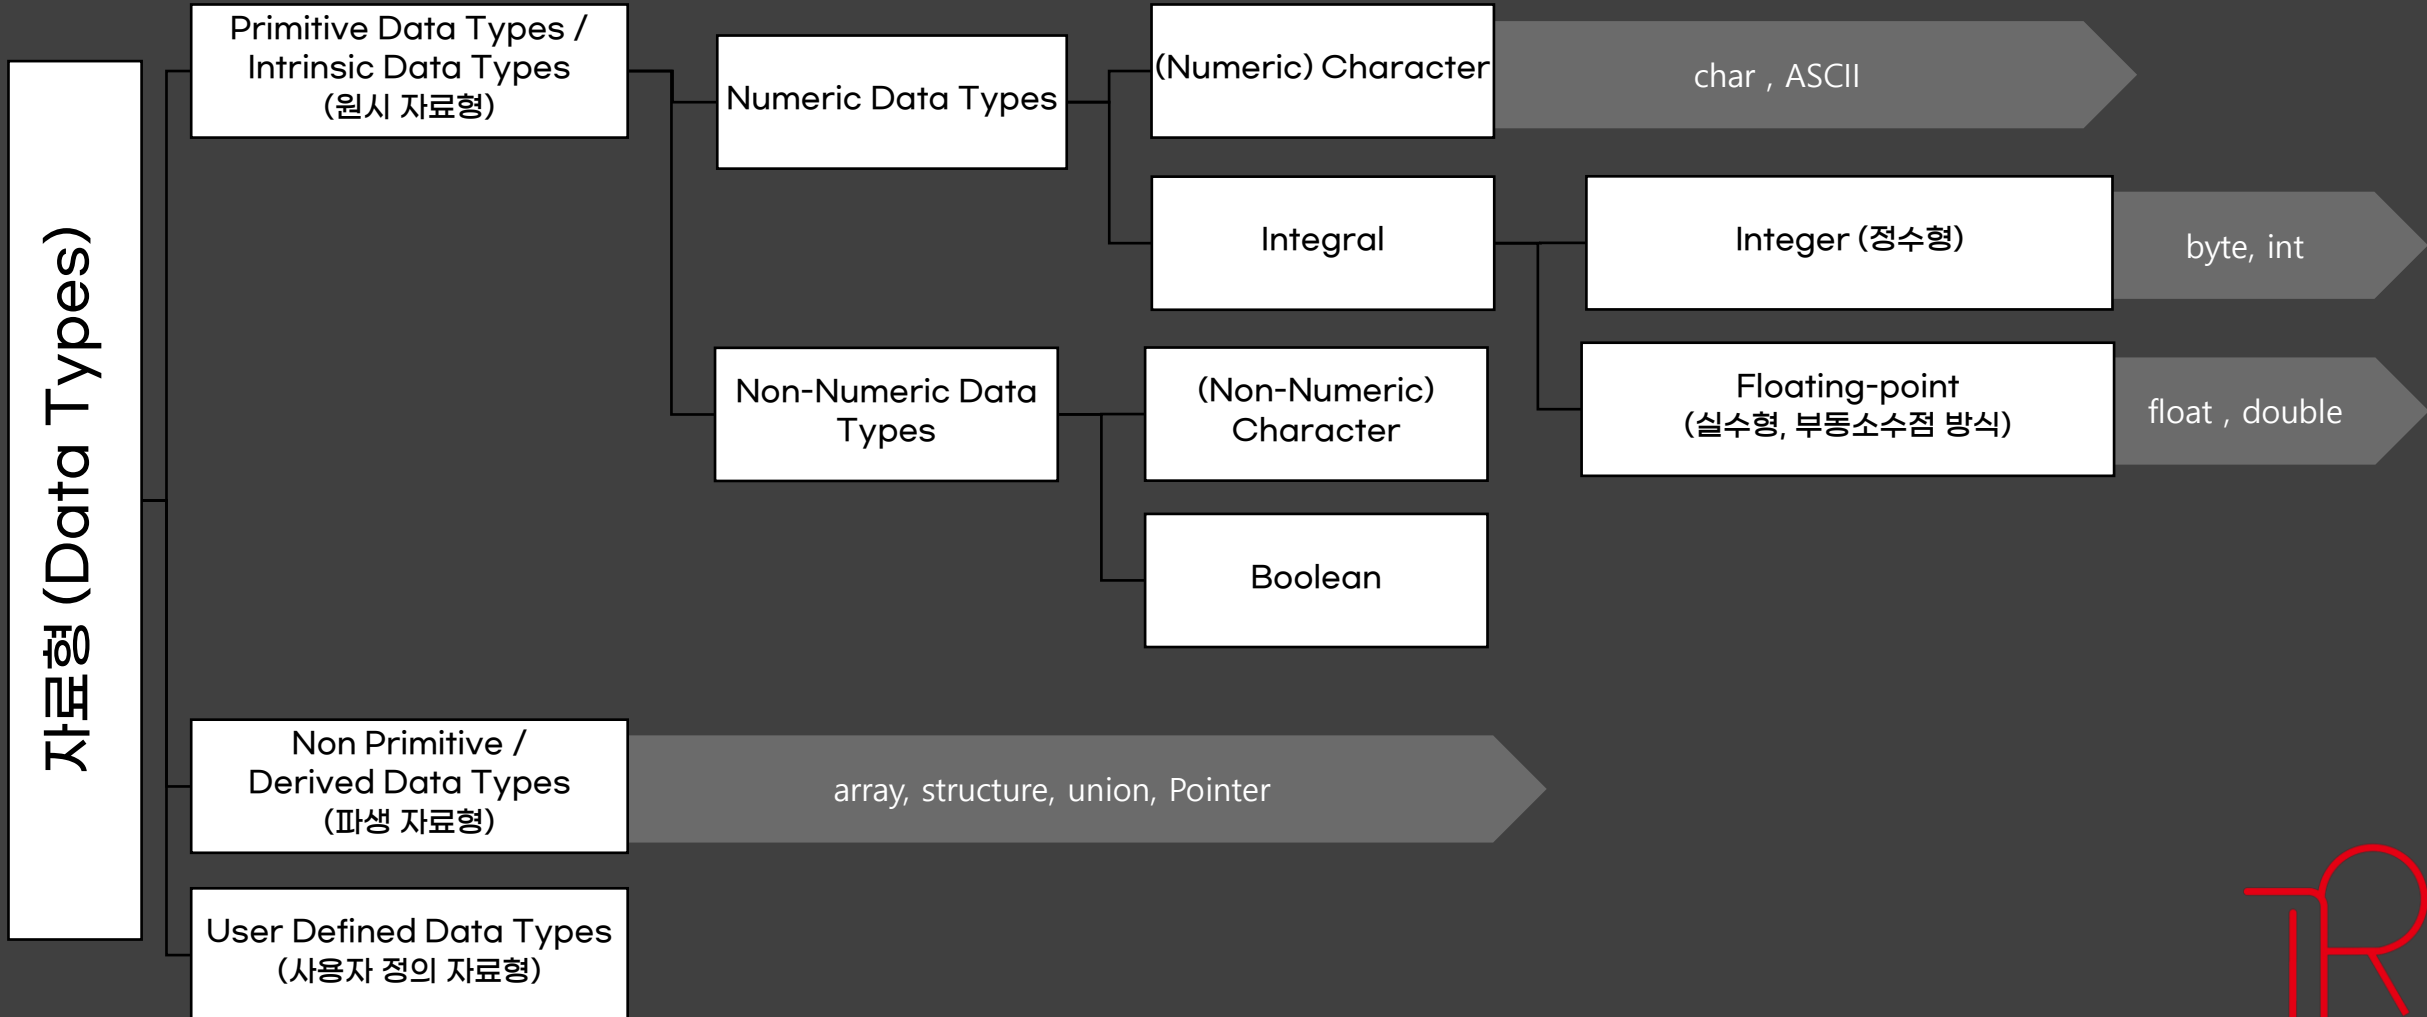 자료형 (Data Types)
Primitive Data Types /
Intrinsic Data Types
(원시 자료형)
Numeric Data Types
(Numeric) Character
char , ASCII
Integral
Integer (정수형)
byte, int
Floating-point
(실수형, 부동소수점 방식)
float , double
Non-Numeric Data
Types
(Non-Numeric)
Character
Boolean
Non Primitive /
Derived Data Types
(파생 자료형)
array, structure, union, Pointer
User Defined Data Types
(사용자 정의 자료형)